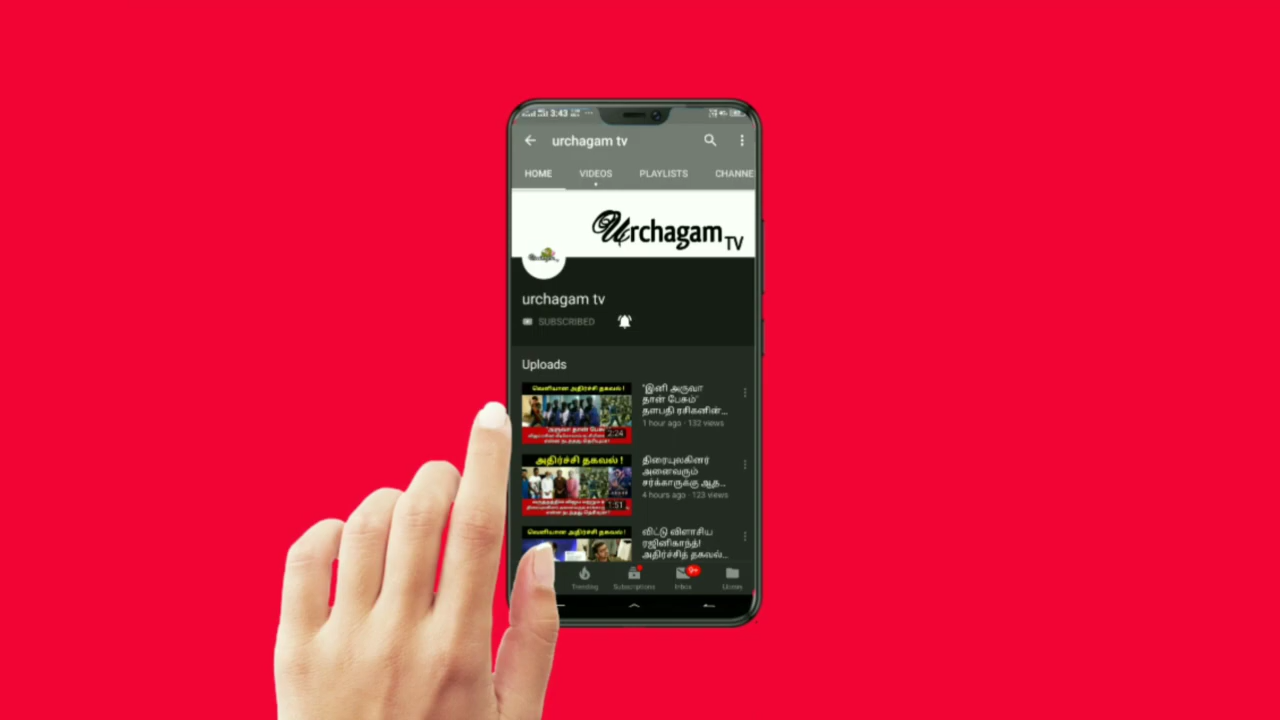 3:43
urchagam tv
HOME VIDEOS PLAYLISTS CHANNE
Urchagam TV
urchagam tv
SUBSCRIBED
Uploads
வெளியான அதிர்ச்சி தகவல் !
2:24
"இனி அருவா
தான் பேசும்"
தளபதி ரசிகனின்...
1 hour ago · 132 views
அதிர்ச்சி தகவல் !
1:51
திரையுலகினர்
அனைவரும்
சர்க்காருக்கு ஆத...
4 hours ago · 123 views
வெளியான அதிர்ச்சி தகவல் !
விட்டு விளாசிய
ரஜினிகாந்த்!
அதிர்ச்சித் தகவல்...
9+
Trending Subscriptions Inbox